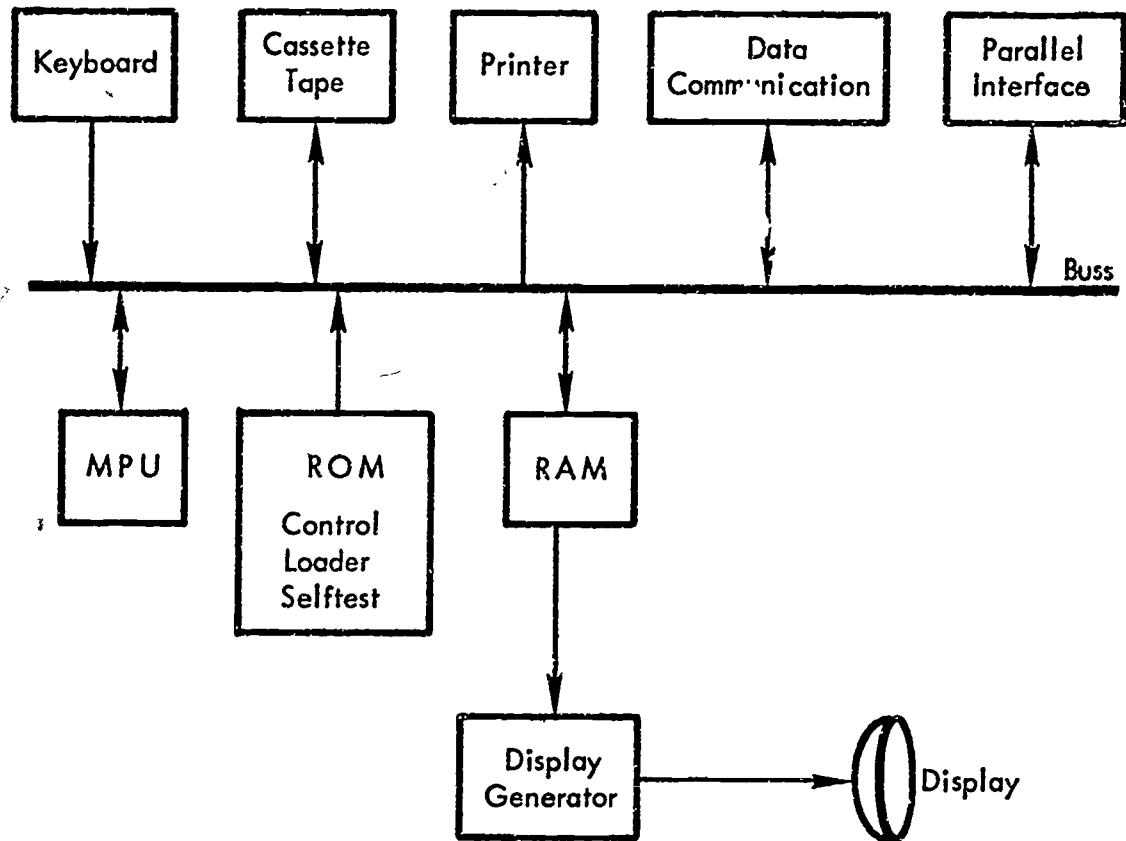 Keyboard
Cassette
Tape
Printer
Data
Communication
Parallel
Interface
Buss
MPU
ROM
Control
Loader
Selftest
RAM
Display
Generator
Display